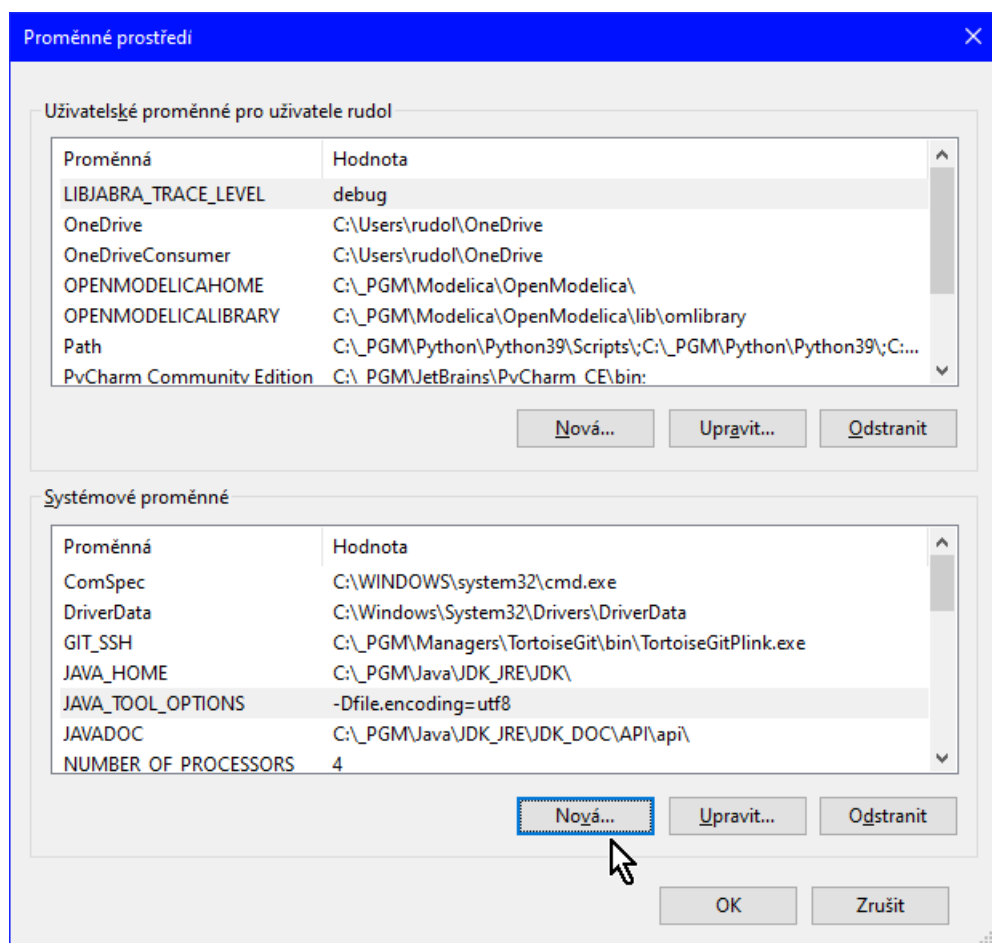 Proměnné prostředí
Uživatelské proměnné pro uživatele rudol
Proměnná Hodnota
LIBJABRA_TRACE_LEVEL debug
OneDrive C:\Users\rudol\OneDrive
OneDriveConsumer C:\Users\rudol\OneDrive
OPENMODELICAHOME C:\_PGM\Modelica\OpenModelica\
OPENMODELICALIBRARY C:\_PGM\Modelica\OpenModelica\lib\omlibrary
Path C:\_PGM\Python\Python39\Scripts\;C:\_PGM\Python\Python39\;C:...
PyCharm Community Edition C:\_PGM\JetBrains\PyCharm_CE\bin;
Nová... Upravit... Odstranit
Systémové proměnné
Proměnná Hodnota
ComSpec C:\WINDOWS\system32\cmd.exe
DriverData C:\Windows\System32\Drivers\DriverData
GIT_SSH C:\_PGM\Managers\TortoiseGit\bin\TortoiseGitPlink.exe
JAVA_HOME C:\_PGM\Java\JDK_JRE\JDK\
JAVA_TOOL_OPTIONS -Dfile.encoding=utf8
JAVADOC C:\_PGM\Java\JDK_JRE\JDK_DOC\API\api\
NUMBER_OF_PROCESSORS 4
Nová... Upravit... Odstranit
OK Zrušit